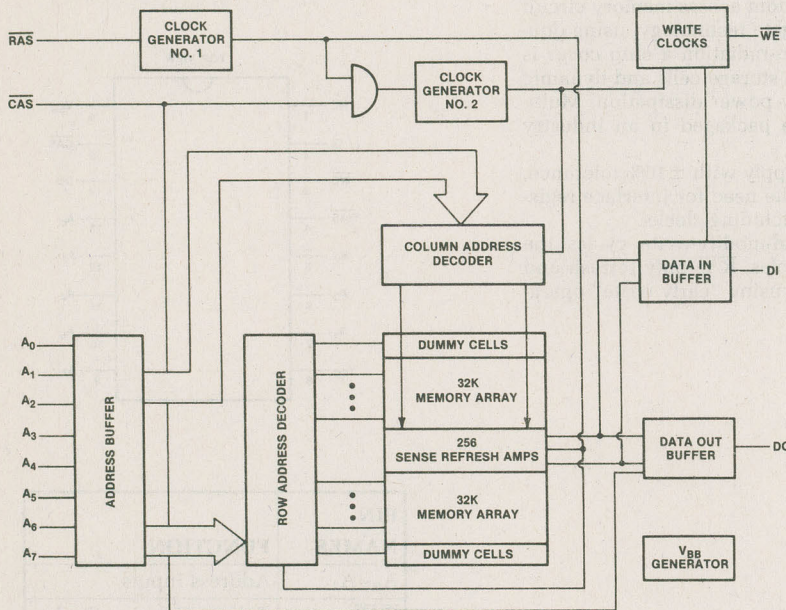 RAS
CLOCK
GENERATOR
NO. 1
WRITE
CLOCKS
WE
CAS
CLOCK
GENERATOR
NO. 2
COLUMN ADDRESS
DECODER
DATA IN
BUFFER
DI
A0
A1
A2
A3
A4
A5
A6
A7
ADDRESS BUFFER
ROW ADDRESS DECODER
DUMMY CELLS
32K
MEMORY ARRAY
256
SENSE REFRESH AMPS
32K
MEMORY ARRAY
DUMMY CELLS
DATA OUT
BUFFER
DO
VBB
GENERATOR